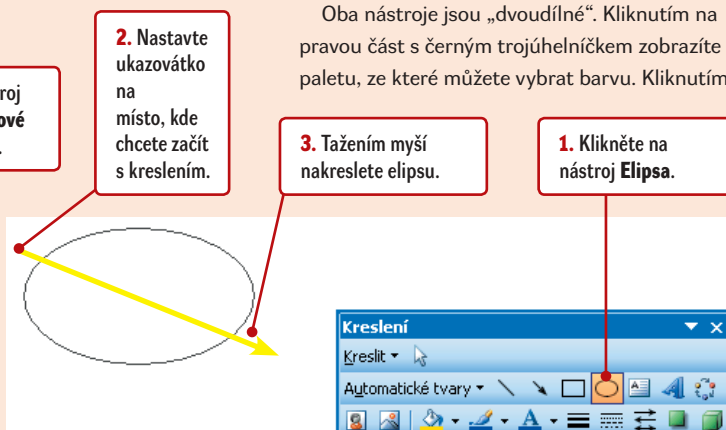 Oba nástroje jsou „dvoudílné“. Kliknutím na
pravou část s černým trojúhelníčkem zobrazíte
paletu, ze které můžete vybrat barvu. Kliknutím
2. Nastavte
ukazovátko
na
místo, kde
chcete začít
s kreslením.
3. Tažením myší
nakreslete elipsu.
1. Klikněte na
nástroj Elipsa.
Kreslení
Kreslit
Automatické tvary